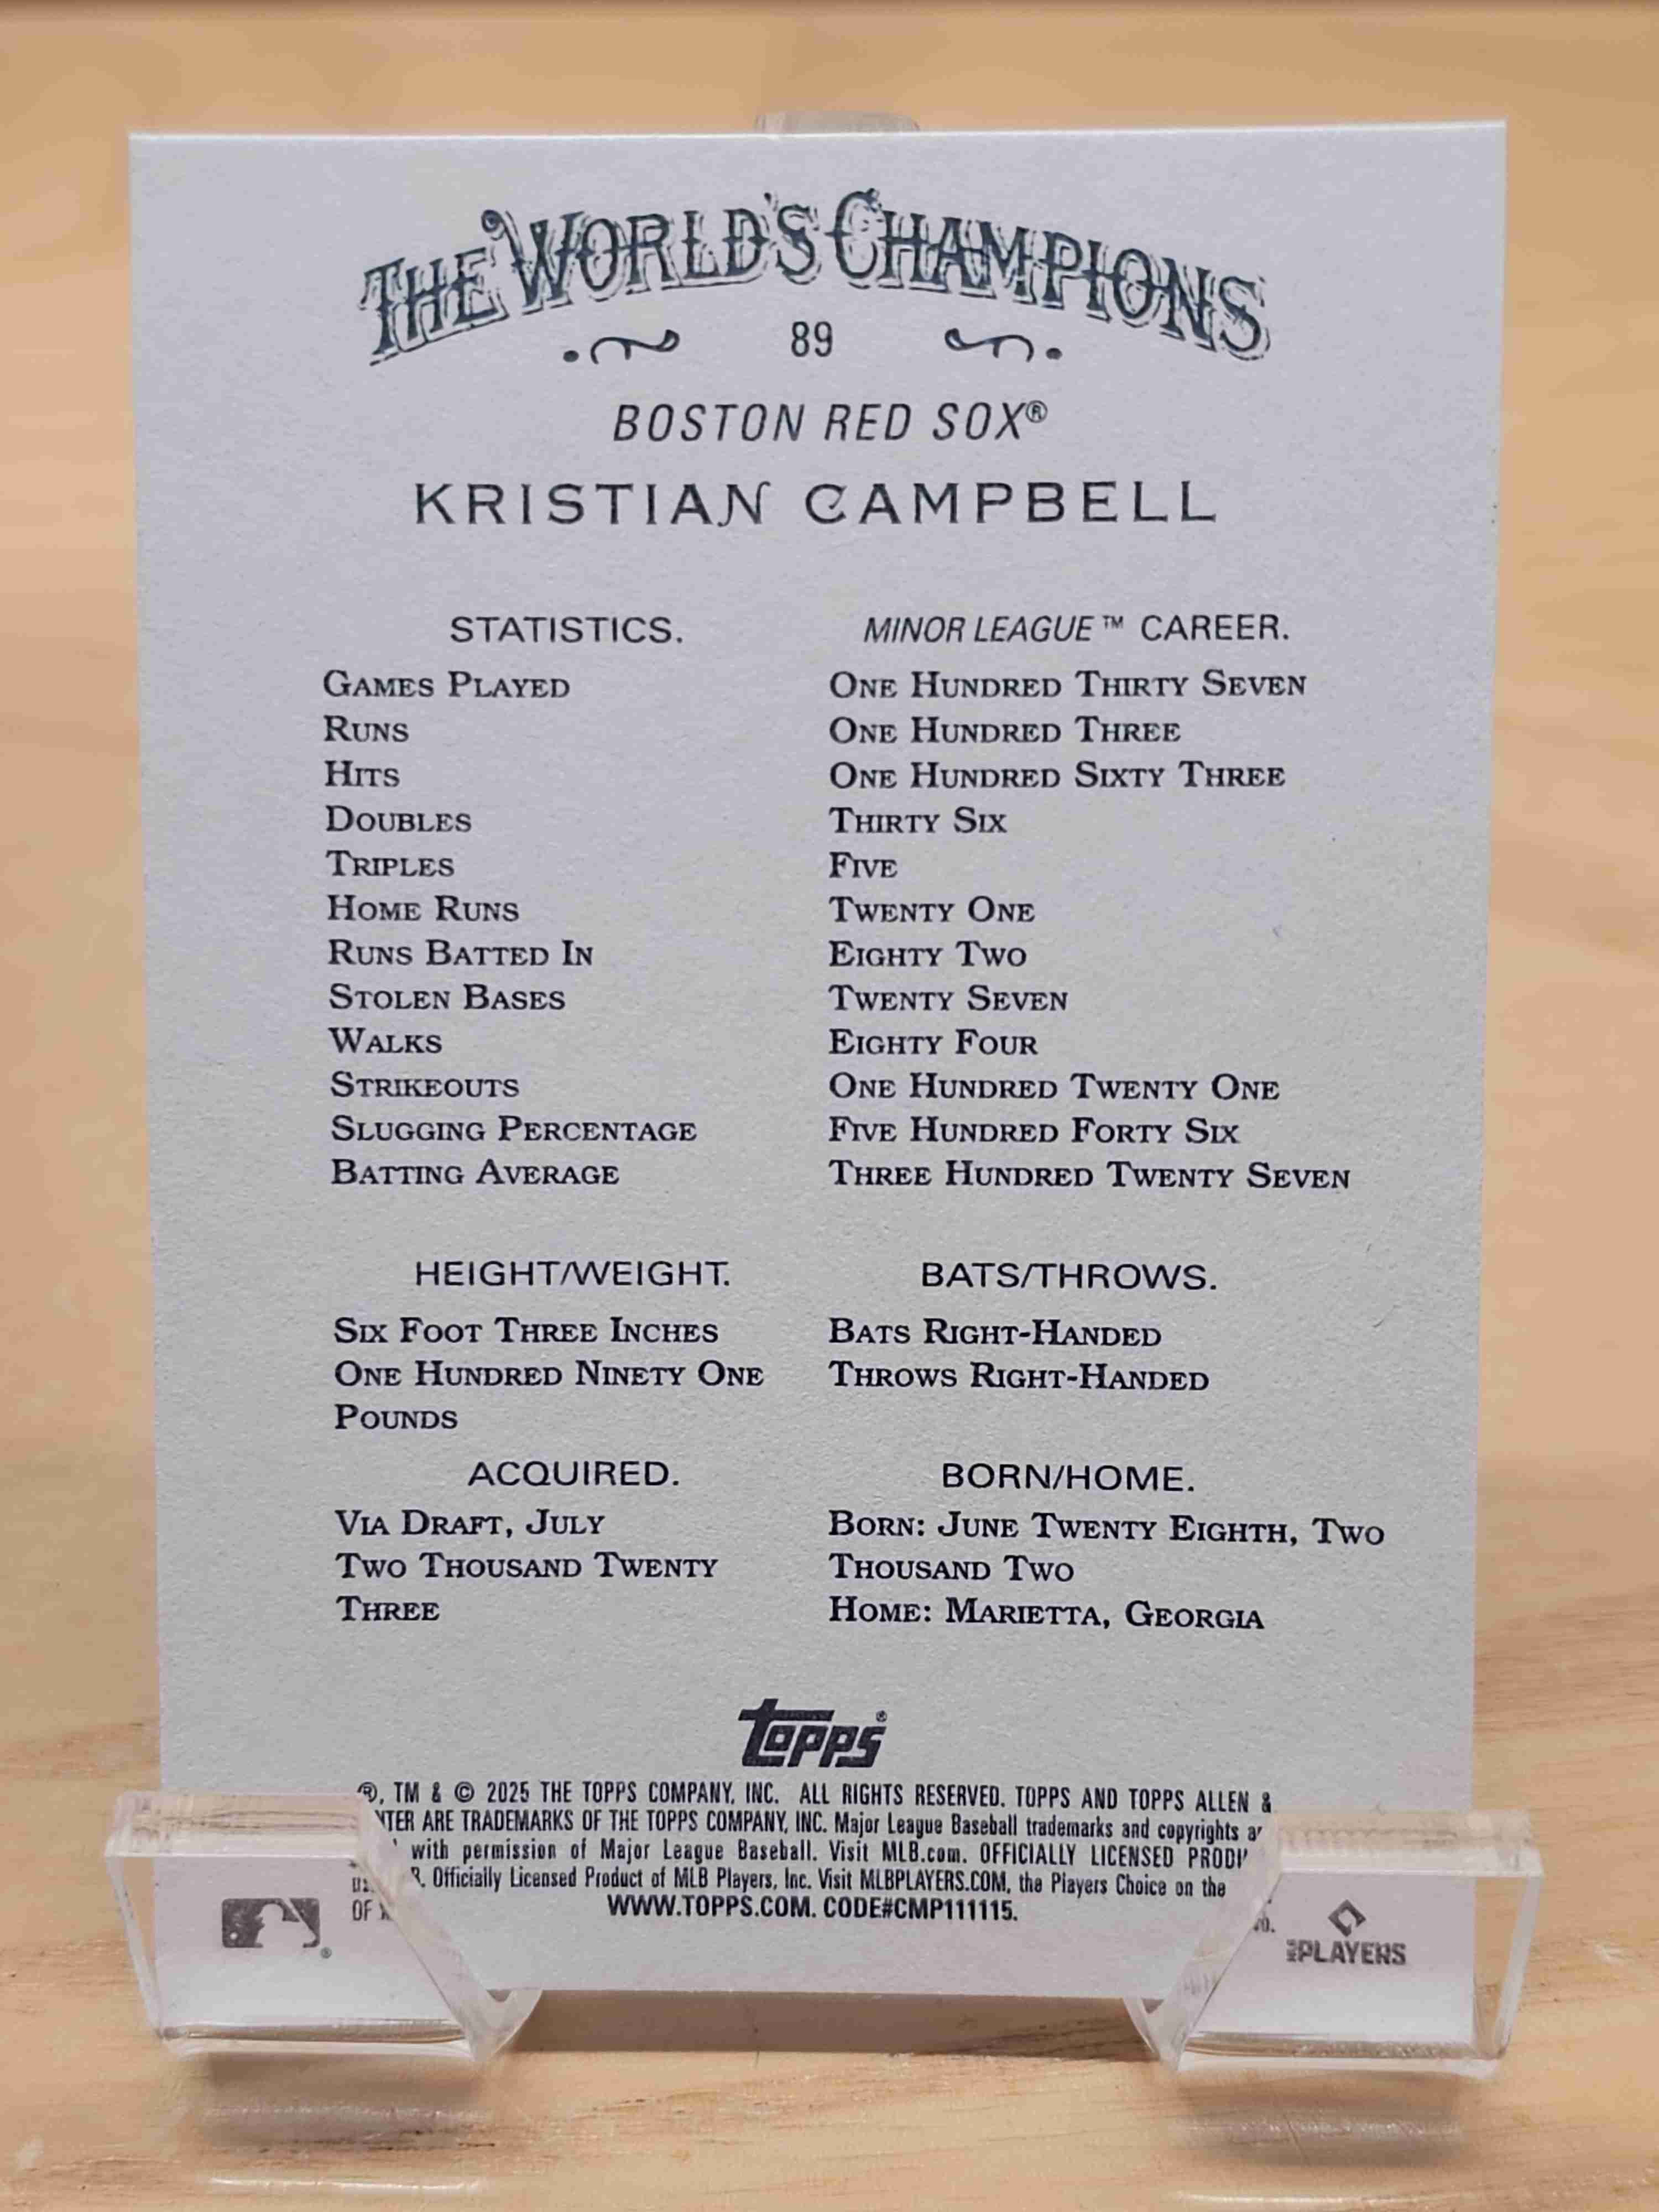 THE WORLD'S CHAMPIONS
89
BOSTON RED SOX®
KRISTIAN CAMPBELL
STATISTICS. MINOR LEAGUE™ CAREER.
GAMES PLAYED ONE HUNDRED THIRTY SEVEN
RUNS ONE HUNDRED THREE
HITS ONE HUNDRED SIXTY THREE
DOUBLES THIRTY SIX
TRIPLES FIVE
HOME RUNS TWENTY ONE
RUNS BATTED IN EIGHTY TWO
STOLEN BASES TWENTY SEVEN
WALKS EIGHTY FOUR
STRIKEOUTS ONE HUNDRED TWENTY ONE
SLUGGING PERCENTAGE FIVE HUNDRED FORTY SIX
BATTING AVERAGE THREE HUNDRED TWENTY SEVEN
HEIGHT/WEIGHT.
SIX FOOT THREE INCHES
ONE HUNDRED NINETY ONE
POUNDS
BATS/THROWS.
BATS RIGHT-HANDED
THROWS RIGHT-HANDED
ACQUIRED.
VIA DRAFT, JULY
TWO THOUSAND TWENTY
THREE
BORN/HOME.
BORN: JUNE TWENTY EIGHTH, TWO
THOUSAND TWO
HOME: MARIETTA, GEORGIA
topps®
®, TM & © 2025 THE TOPPS COMPANY, INC. ALL RIGHTS RESERVED. TOPPS AND TOPPS ALLEN &
ARE TRADEMARKS OF THE TOPPS COMPANY, INC. Major League Baseball trademarks and copyrights
with permission of Major League Baseball. Visit MLB.com. OFFICIALLY LICENSED
Officially Licensed Product of MLB Players, Inc. Visit MLBPLAYERS.COM, the Players Choice on the
OF
WWW.TOPPS.COM. CODE#CMP111115.
®
PLAYERS